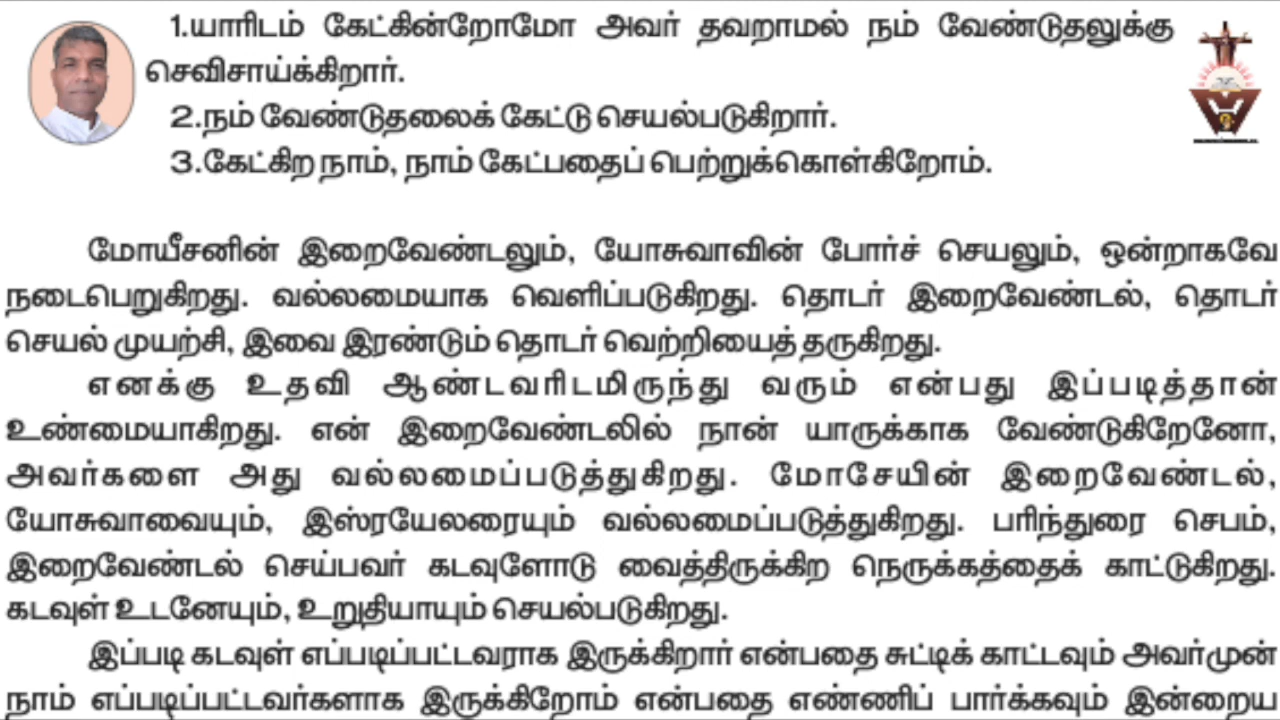 1.யாரிடம் கேட்கின்றோமோ அவர் தவறாமல் நம் வேண்டுதலுக்கு
செவிசாய்க்கிறார்.
2.நம் வேண்டுதலைக் கேட்டு செயல்படுகிறார்.
3.கேட்கிற நாம், நாம் கேட்பதைப் பெற்றுக்கொள்கிறோம்.
மோயீசனின் இறைவேண்டலும், யோசுவாவின் போர்ச் செயலும், ஒன்றாகவே
நடைபெறுகிறது. வல்லமையாக வெளிப்படுகிறது. தொடர் இறைவேண்டல், தொடர்
செயல் முயற்சி, இவை இரண்டும் தொடர் வெற்றியைத் தருகிறது.
எனக்கு உதவி ஆண்டவரிடமிருந்து வரும் என்பது இப்படித்தான்
உண்மையாகிறது. என் இறைவேண்டலில் நான் யாருக்காக வேண்டுகிறேனோ,
அவர்களை அது வல்லமைப்படுத்துகிறது. மோசேயின் இறைவேண்டல்,
யோசுவாவையும், இஸ்ரயேலரையும் வல்லமைப்படுத்துகிறது. பரிந்துரை செபம்,
இறைவேண்டல் செய்பவர் கடவுளோடு வைத்திருக்கிற நெருக்கத்தைக் காட்டுகிறது.
கடவுள் உடனேயும், உறுதியாயும் செயல்படுகிறது.
இப்படி கடவுள் எப்படிப்பட்டவராக இருக்கிறார் என்பதை சுட்டிக் காட்டவும் அவர்முன்
நாம் எப்படிப்பட்டவர்களாக இருக்கிறோம் என்பதை எண்ணிப் பார்க்கவும் இன்றைய